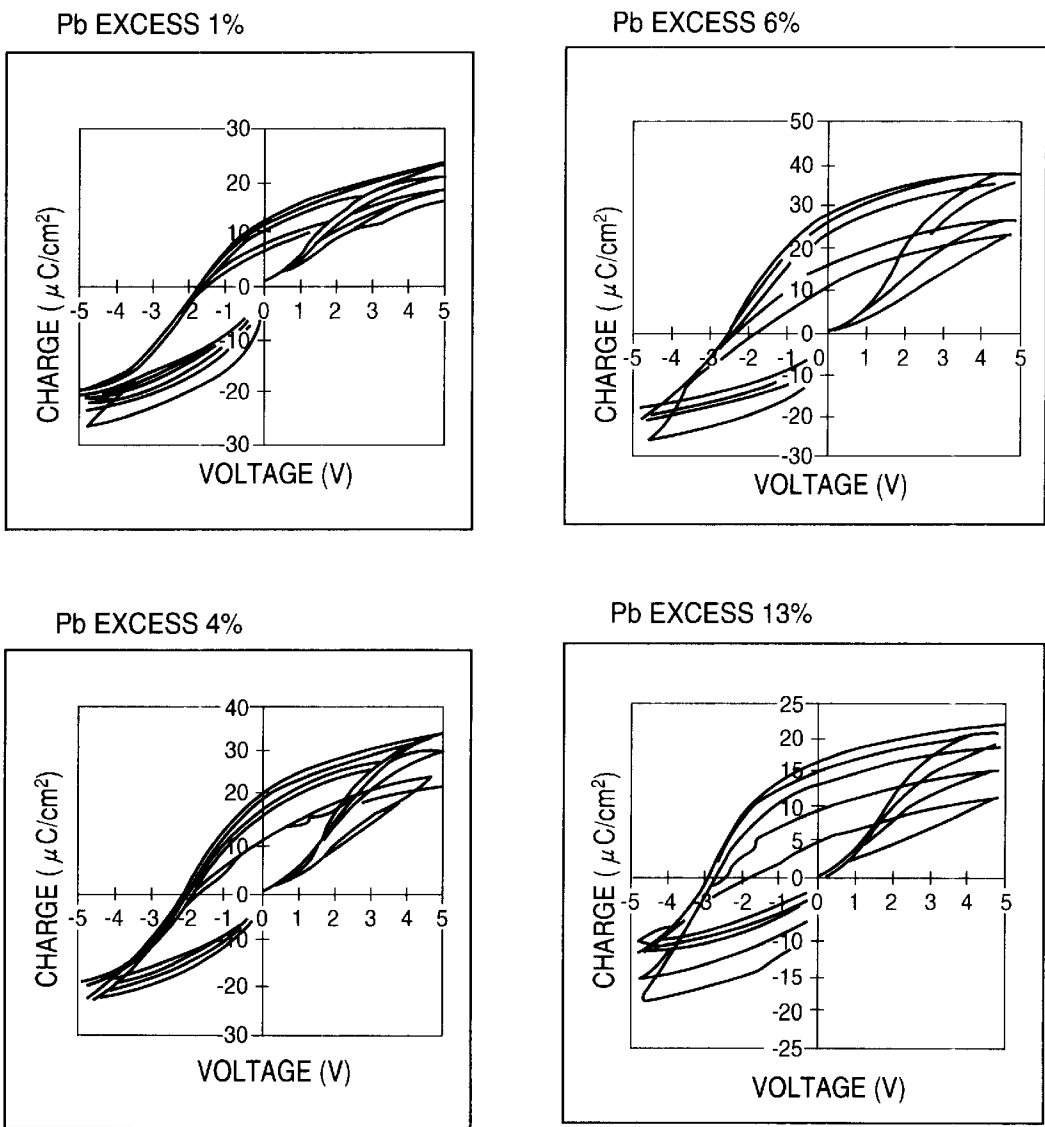 Pb EXCESS 1%
CHARGE ( μC/cm²)
30
20
10
0
-10
-20
-30
-5 -4 -3 -2 -1 0 1 2 3 4 5
VOLTAGE (V)
Pb EXCESS 6%
CHARGE ( μC/cm²)
50
40
30
20
10
0
-10
-20
-30
-5 -4 -3 -2 -1 0 1 2 3 4 5
VOLTAGE (V)
Pb EXCESS 4%
CHARGE ( μC/cm²)
40
30
20
10
0
-10
-20
-30
-5 -4 -3 -2 -1 0 1 2 3 4 5
VOLTAGE (V)
Pb EXCESS 13%
CHARGE ( μC/cm²)
25
20
15
10
5
0
-10
-15
-20
-25
-5 -4 -3 -2 -1 0 1 2 3 4 5
VOLTAGE (V)